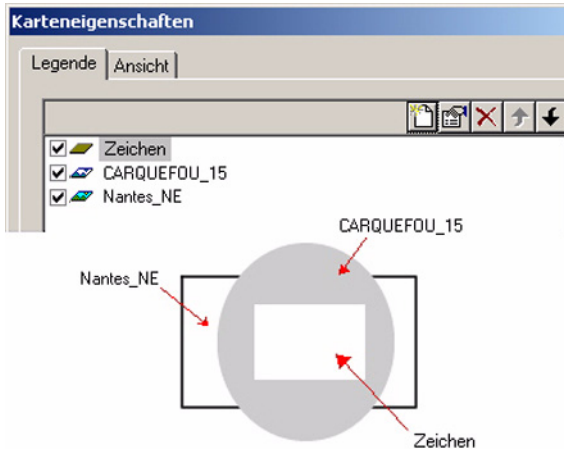 Karteneigenschaften
Legende Ansicht
Zeichen
CARQUEFOU_15
Nantes_NE
CARQUEFOU_15
Nantes_NE
Zeichen